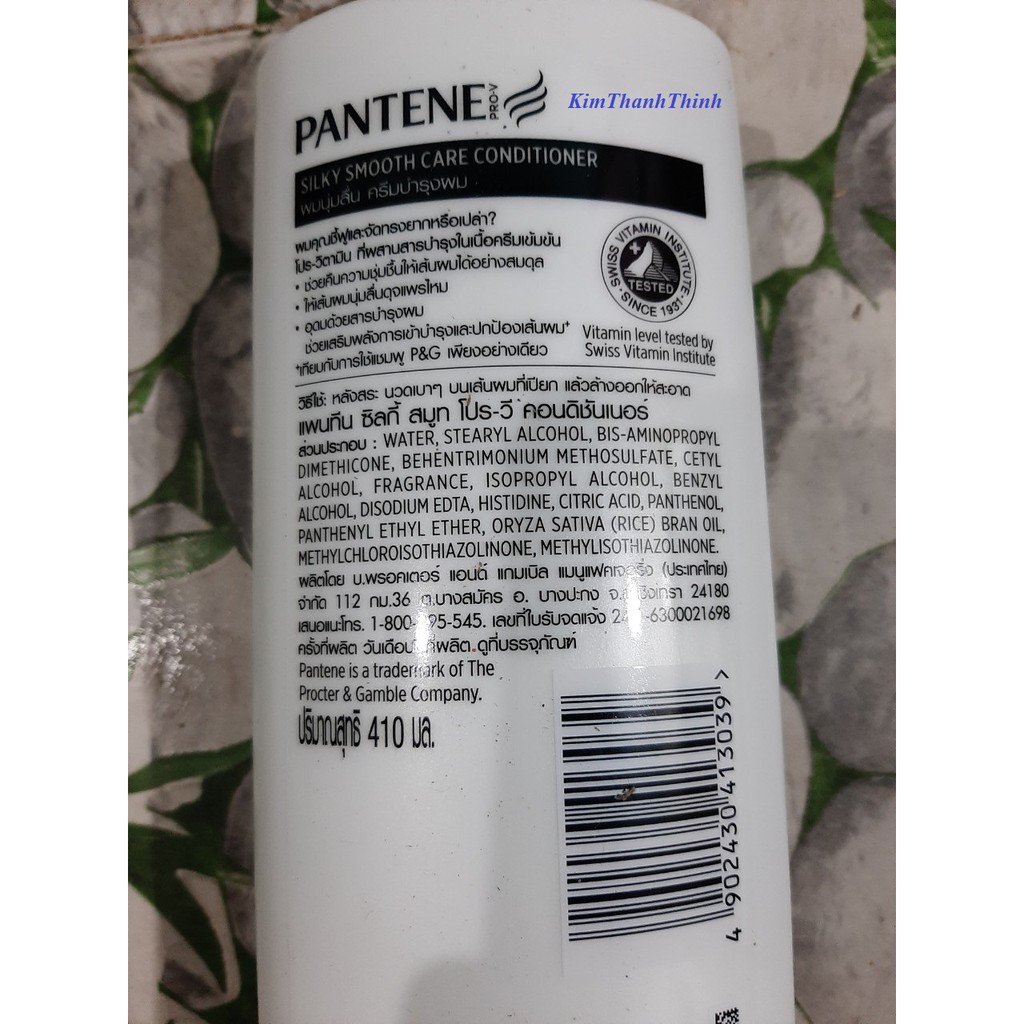 PANTENE PRO-V
KimThanhThinh
SILKY SMOOTH CARE CONDITIONER
ผมนุ่มลื่น ครีมบำรุงผม
ผมคุณชี้ฟูและจัดทรงยากหรือเปล่า?
โปร-วิตามิน ที่ผสานสารบำรุงในเนื้อครีมเข้มข้น
• ช่วยคืนความชุ่มชื้นให้เส้นผมได้อย่างสมดุล
• ให้เส้นผมนุ่มลื่นดุจแพรไหม
• อุดมด้วยสารบำรุงผม
ช่วยเสริมพลังการเข้าบำรุงและปกป้องเส้นผม⁺
⁺เทียบกับการใช้แชมพู P&G เพียงอย่างเดียว
SWISS VITAMIN INSTITUTE
TESTED
SINCE 1931
Vitamin level tested by
Swiss Vitamin Institute
วิธีใช้: หลังสระ นวดเบาๆ บนเส้นผมที่เปียก แล้วล้างออกให้สะอาด
แพนทีน ซิลกี้ สมูท โปร-วี คอนดิชันเนอร์
ส่วนประกอบ : WATER, STEARYL ALCOHOL, BIS-AMINOPROPYL
DIMETHICONE, BEHENTRIMONIUM METHOSULFATE, CETYL
ALCOHOL, FRAGRANCE, ISOPROPYL ALCOHOL, BENZYL
ALCOHOL, DISODIUM EDTA, HISTIDINE, CITRIC ACID, PANTHENOL,
PANTHENYL ETHYL ETHER, ORYZA SATIVA (RICE) BRAN OIL,
METHYLCHLOROISOTHIAZOLINONE, METHYLISOTHIAZOLINONE.
ผลิตโดย บ.พรอคเตอร์ แอนด์ แกมเบิล แมนูแฟคเจอริ่ง (ประเทศไทย)
จำกัด 112 กม.36 ต.บางสมัคร อ. บางปะกง 24180
เสนอแนะโทร. เลขที่ใบรับจดแจ้ง
ครั้งที่ผลิต ดูที่บรรจุภัณฑ์
Pantene is a trademark of The
Procter & Gamble Company.
ปริมาณสุทธิ 410 มล.
4 902430 413039 >